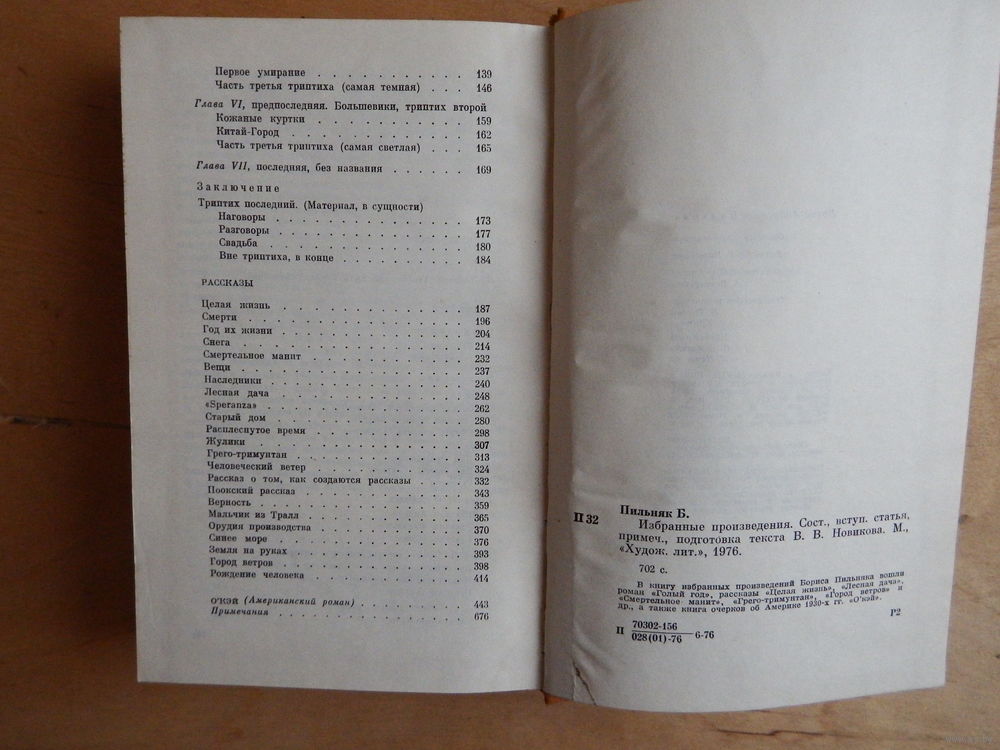 Первое умирание . . . . . . . . . . . 139
Часть третья триптиха (самая темная) . . . 146
Глава VI, предпоследняя. Большевики, триптих второй
Кожаные куртки . . . . . . . . . . . 159
Китай-Город . . . . . . . . . . . . 162
Часть третья триптиха (самая светлая) . . . 165
Глава VII, последняя, без названия . . . . . . 169
Заключение
Триптих последний. (Материал, в сущности)
Наговоры . . . . . . . . . . . . . 173
Разговоры . . . . . . . . . . . . . 177
Свадьба . . . . . . . . . . . . . 180
Вне триптиха, в конце . . . . . . . . . 184
РАССКАЗЫ
Целая жизнь . . . . . . . . . . . . . 187
Смерти . . . . . . . . . . . . . . 196
Год их жизни . . . . . . . . . . . . . 204
Снега . . . . . . . . . . . . . . 214
Смертельное манит . . . . . . . . . . . 232
Вещи . . . . . . . . . . . . . . 237
Наследники . . . . . . . . . . . . . 240
Лесная дача . . . . . . . . . . . . . 248
«Speranza» . . . . . . . . . . . . . 262
Старый дом . . . . . . . . . . . . . 280
Расплеснутое время . . . . . . . . . . . 298
Жулики . . . . . . . . . . . . . . 307
Грего-тримунтан . . . . . . . . . . . . 313
Человеческий ветер . . . . . . . . . . . 324
Рассказ о том, как создаются рассказы . . . . 332
Поокский рассказ . . . . . . . . . . . 343
Верность . . . . . . . . . . . . . 359
Мальчик из Тралл . . . . . . . . . . . 365
Орудия производства . . . . . . . . . . 370
Синее море . . . . . . . . . . . . . 376
Земля на руках . . . . . . . . . . . . 393
Город ветров . . . . . . . . . . . . . 398
Рождение человека . . . . . . . . . . . 414
О'КЭЙ (Американский роман) . . . . . . . . 443
Примечания . . . . . . . . . . . . . 676
Пильняк Б.
П 32 Избранные произведения. Сост., вступ. статья,
примеч., подготовка текста В. В. Новикова. М.,
«Худож. лит.», 1976.
702 с.
В книгу избранных произведений Бориса Пильняка вошли
роман «Голый год», рассказы «Целая жизнь», «Лесная дача»,
«Смертельное манит», «Грего-тримунтан», «Город ветров» и
др., а также книга очерков об Америке 1930-х гг. «О'кэй».
Р2
П 70302-156
028(01)-76 6-76